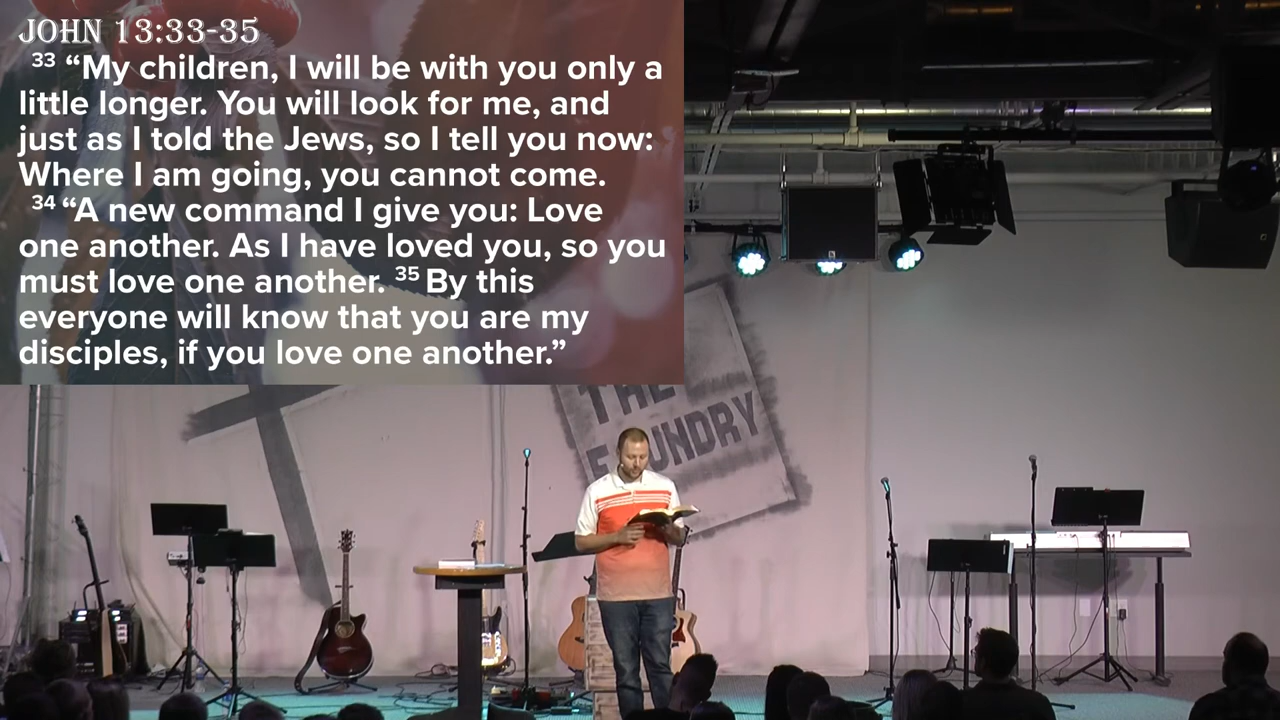 JOHN 13:33-35
33 “My children, I will be with you only a
little longer. You will look for me, and
just as I told the Jews, so I tell you now:
Where I am going, you cannot come.
34 “A new command I give you: Love
one another. As I have loved you, so you
must love one another. 35 By this
everyone will know that you are my
disciples, if you love one another.”
THE
FOUNDRY